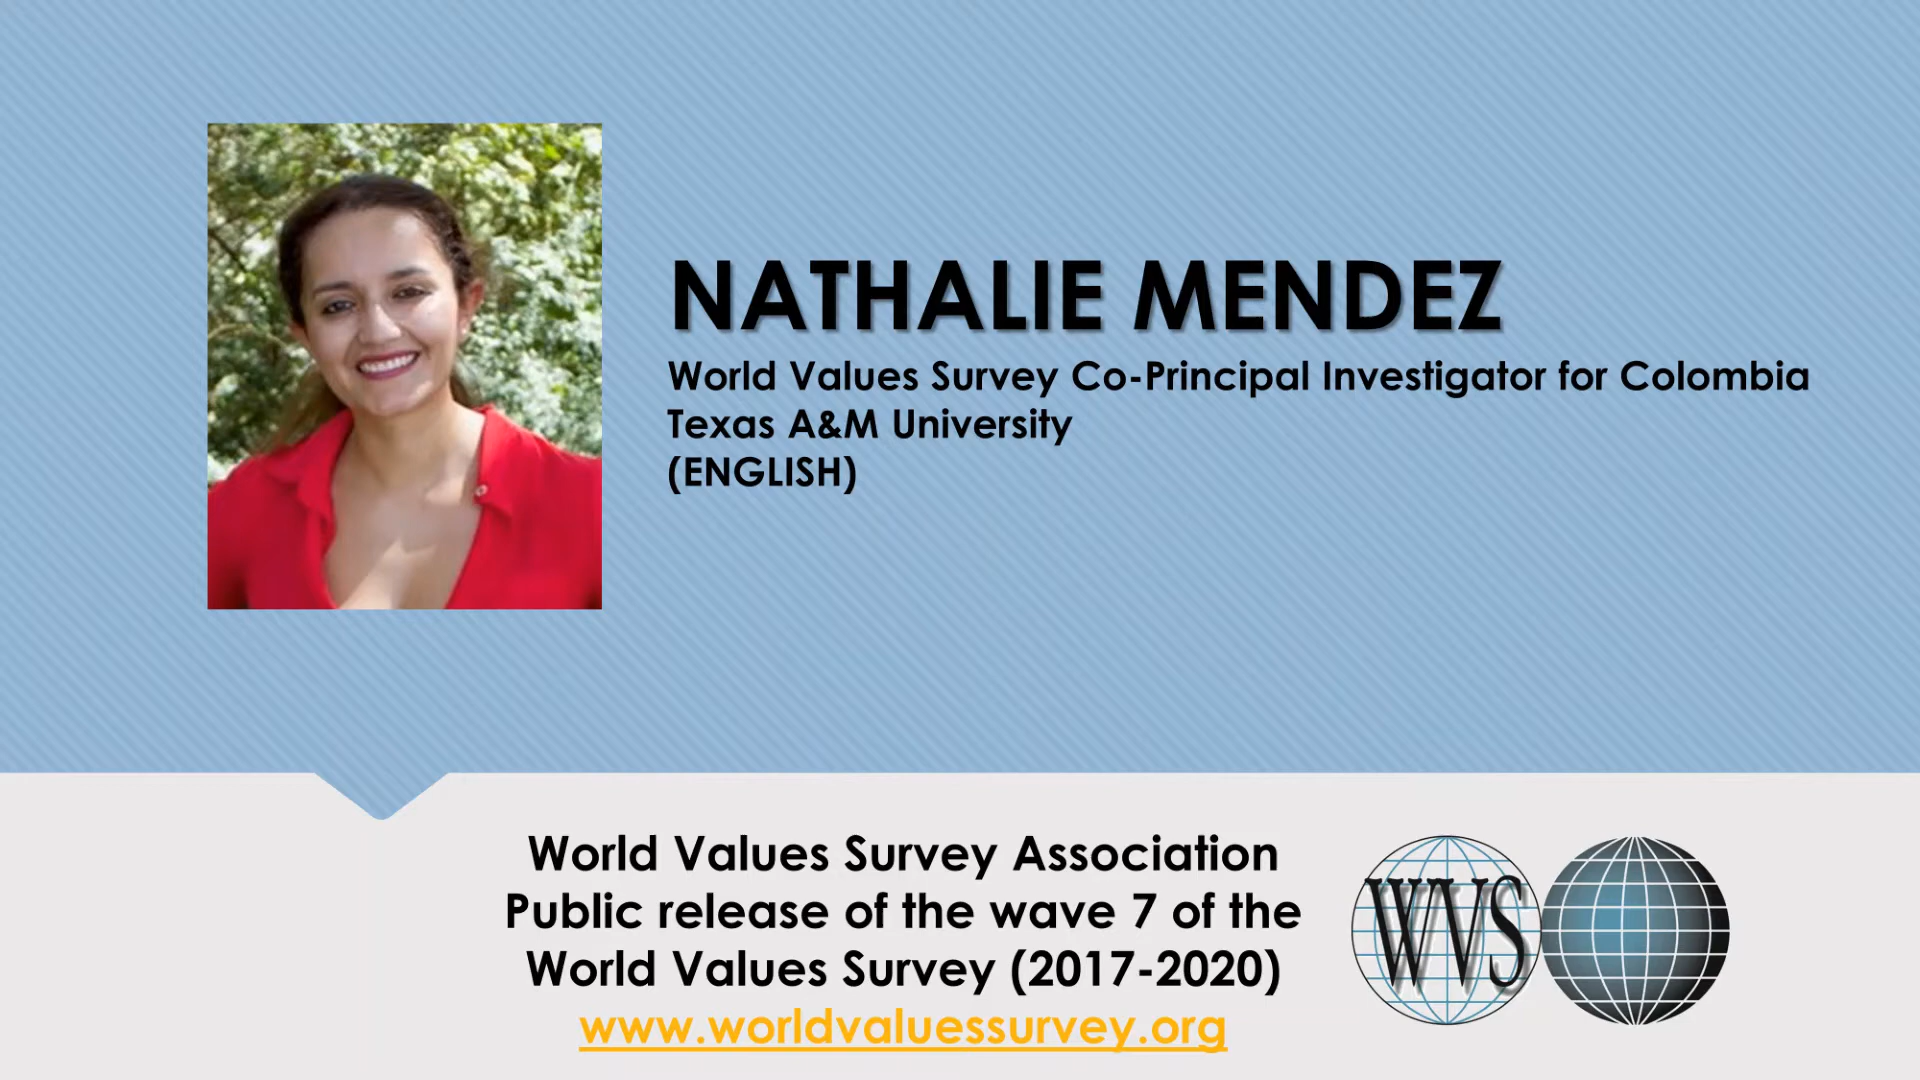 NATHALIE MENDEZ
World Values Survey Co-Principal Investigator for Colombia
Texas A&M University
(ENGLISH)
World Values Survey Association
Public release of the wave 7 of the
World Values Survey (2017-2020)
www.worldvaluessurvey.org
WVS